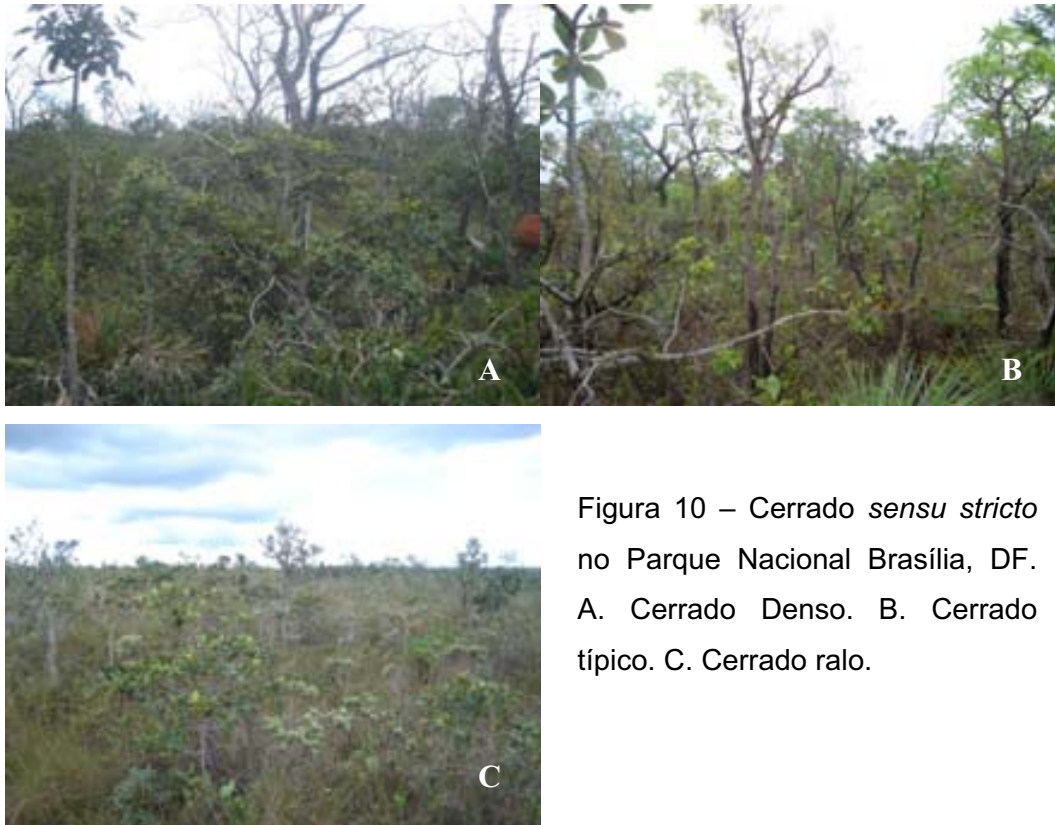 A
B
C
Figura 10 – Cerrado sensu stricto
no Parque Nacional Brasília, DF.
A. Cerrado Denso. B. Cerrado
típico. C. Cerrado ralo.